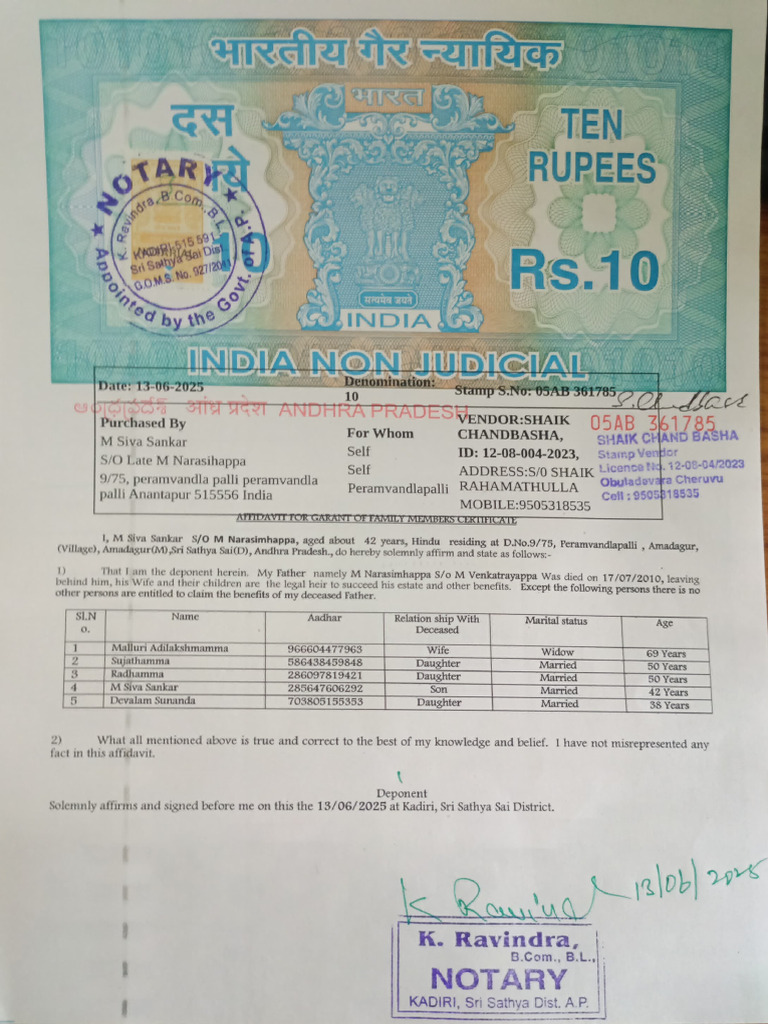 भारतीय गैर न्यायिक
भारत
दस
TEN
RUPEES
10
Rs.10
सत्यमेव जयते
INDIA
INDIA NON JUDICIAL
★ NOTARY ★
K. Ravindra, B.Com., B.L.
KADIRI-515 591
Sri Sathya Sai Dist
G.O.M.S. No. 927/2011
Appointed by the Govt. of A.P.
Date: 13-06-2025
Denomination:
10
Stamp S.No: 05AB 361785
ఆంధ్రప్రదేశ్ आंध्र प्रदेश ANDHRA PRADESH
05AB 361785
Purchased By
M Siva Sankar
S/O Late M Narasihappa
9/75, peramvandla palli peramvandla
palli Anantapur 515556 India
For Whom
Self
Self
Peramvandlapalli
VENDOR:SHAIK
CHANDBASHA,
ID: 12-08-004-2023,
ADDRESS:S/0 SHAIK
RAHAMATHULLA
MOBILE:9505318535
SHAIK CHAND BASHA
Stamp Vendor
Licence No. 12-08-04/2023
Obuladevara Cheruvu
Cell : 9505318535
AFFIDAVIT FOR GARANT OF FAMILY MEMBERS CERTIFICATE
I, M Siva Sankar S/O M Narasimhappa, aged about 42 years, Hindu residing at D.No.9/75, Peramvandlapalli , Amadagur,
(Village), Amadagur(M),Sri Sathya Sai(D), Andhra Pradesh., do hereby solemnly affirm and state as follows:-
1) That I am the deponent herein. My Father namely M Narasimhappa S/o M Venkatrayappa Was died on 17/07/2010, leaving
behind him, his Wife and their children are the legal heir to succeed his estate and other benefits. Except the following persons there is no
other persons are entitled to claim the benefits of my deceased Father.
Sl.N
o.
Name
Aadhar
Relation ship With
Deceased
Marital status
Age
1 Malluri Adilakshmamma 966604477963 Wife Widow 69 Years
2 Sujathamma 586438459848 Daughter Married 50 Years
3 Radhamma 286097819421 Daughter Married 50 Years
4 M Siva Sankar 285647606292 Son Married 42 Years
5 Devalam Sunanda 703805155353 Daughter Married 38 Years
2) What all mentioned above is true and correct to the best of my knowledge and belief. I have not misrepresented any
fact in this affidavit.
Deponent
Solemnly affirms and signed before me on this the 13/06/2025 at Kadiri, Sri Sathya Sai District.
K Ravindra 13/06/2025
K. Ravindra,
B.Com., B.L.,
NOTARY
KADIRI, Sri Sathya Dist. A.P.